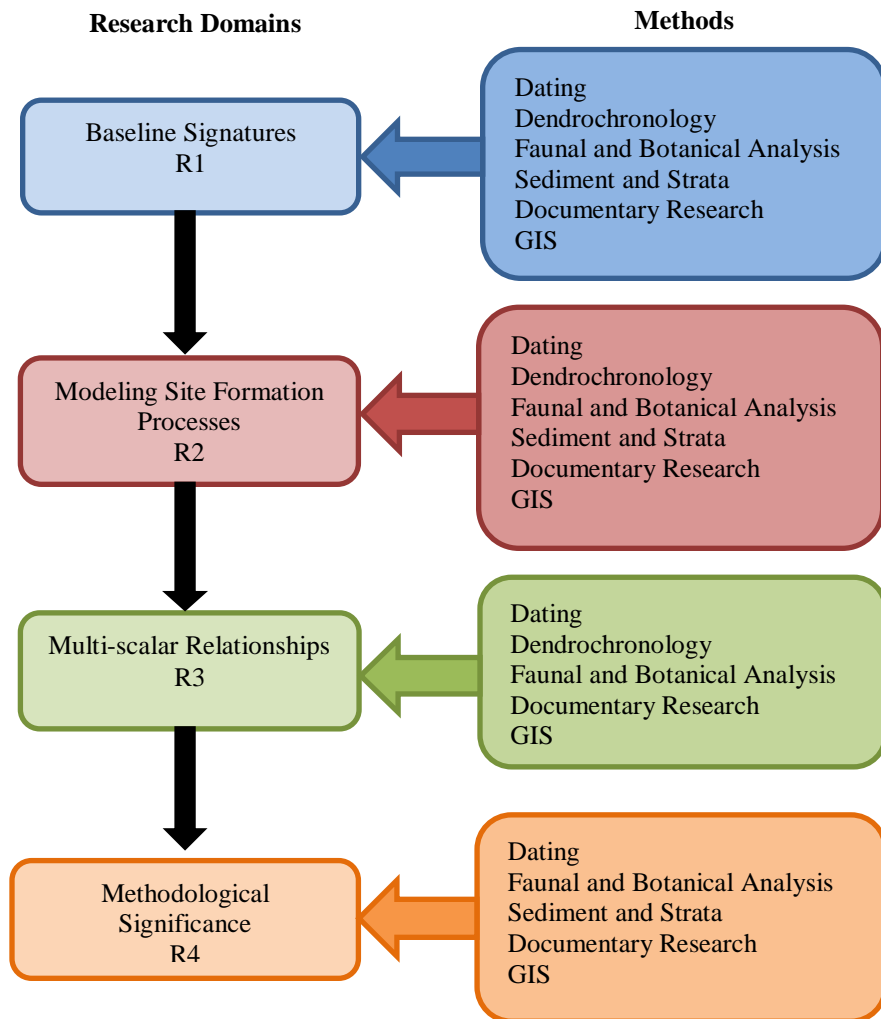 Research Domains
Methods
Baseline Signatures
R1
Dating
Dendrochronology
Faunal and Botanical Analysis
Sediment and Strata
Documentary Research
GIS
Modeling Site Formation
Processes
R2
Dating
Dendrochronology
Faunal and Botanical Analysis
Sediment and Strata
Documentary Research
GIS
Multi-scalar Relationships
R3
Dating
Dendrochronology
Faunal and Botanical Analysis
Documentary Research
GIS
Methodological
Significance
R4
Dating
Faunal and Botanical Analysis
Sediment and Strata
Documentary Research
GIS